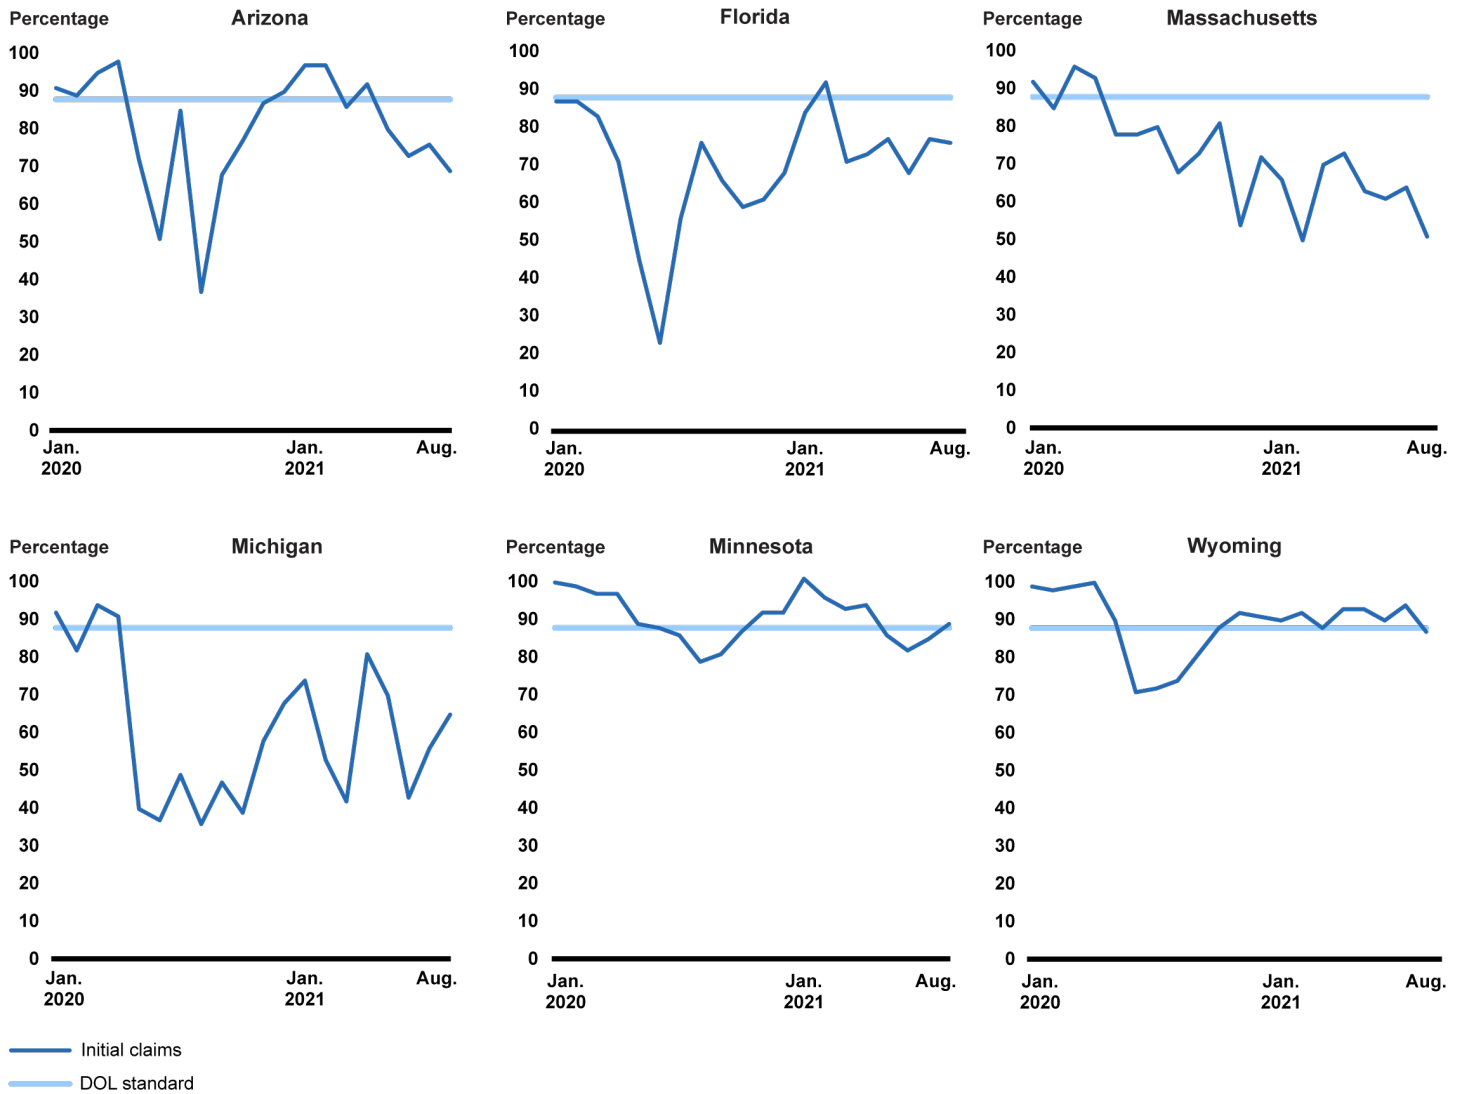 Percentage
Arizona
100
90
80
70
60
50
40
30
20
10
0
Jan.
2020
Jan.
2021
Aug.
Percentage
Florida
100
90
80
70
60
50
40
30
20
10
0
Jan.
2020
Jan.
2021
Aug.
Percentage
Massachusetts
100
90
80
70
60
50
40
30
20
10
0
Jan.
2020
Jan.
2021
Aug.
Percentage
Michigan
100
90
80
70
60
50
40
30
20
10
0
Jan.
2020
Jan.
2021
Aug.
Percentage
Minnesota
100
90
80
70
60
50
40
30
20
10
0
Jan.
2020
Jan.
2021
Aug.
Percentage
Wyoming
100
90
80
70
60
50
40
30
20
10
0
Jan.
2020
Jan.
2021
Aug.
Initial claims
DOL standard